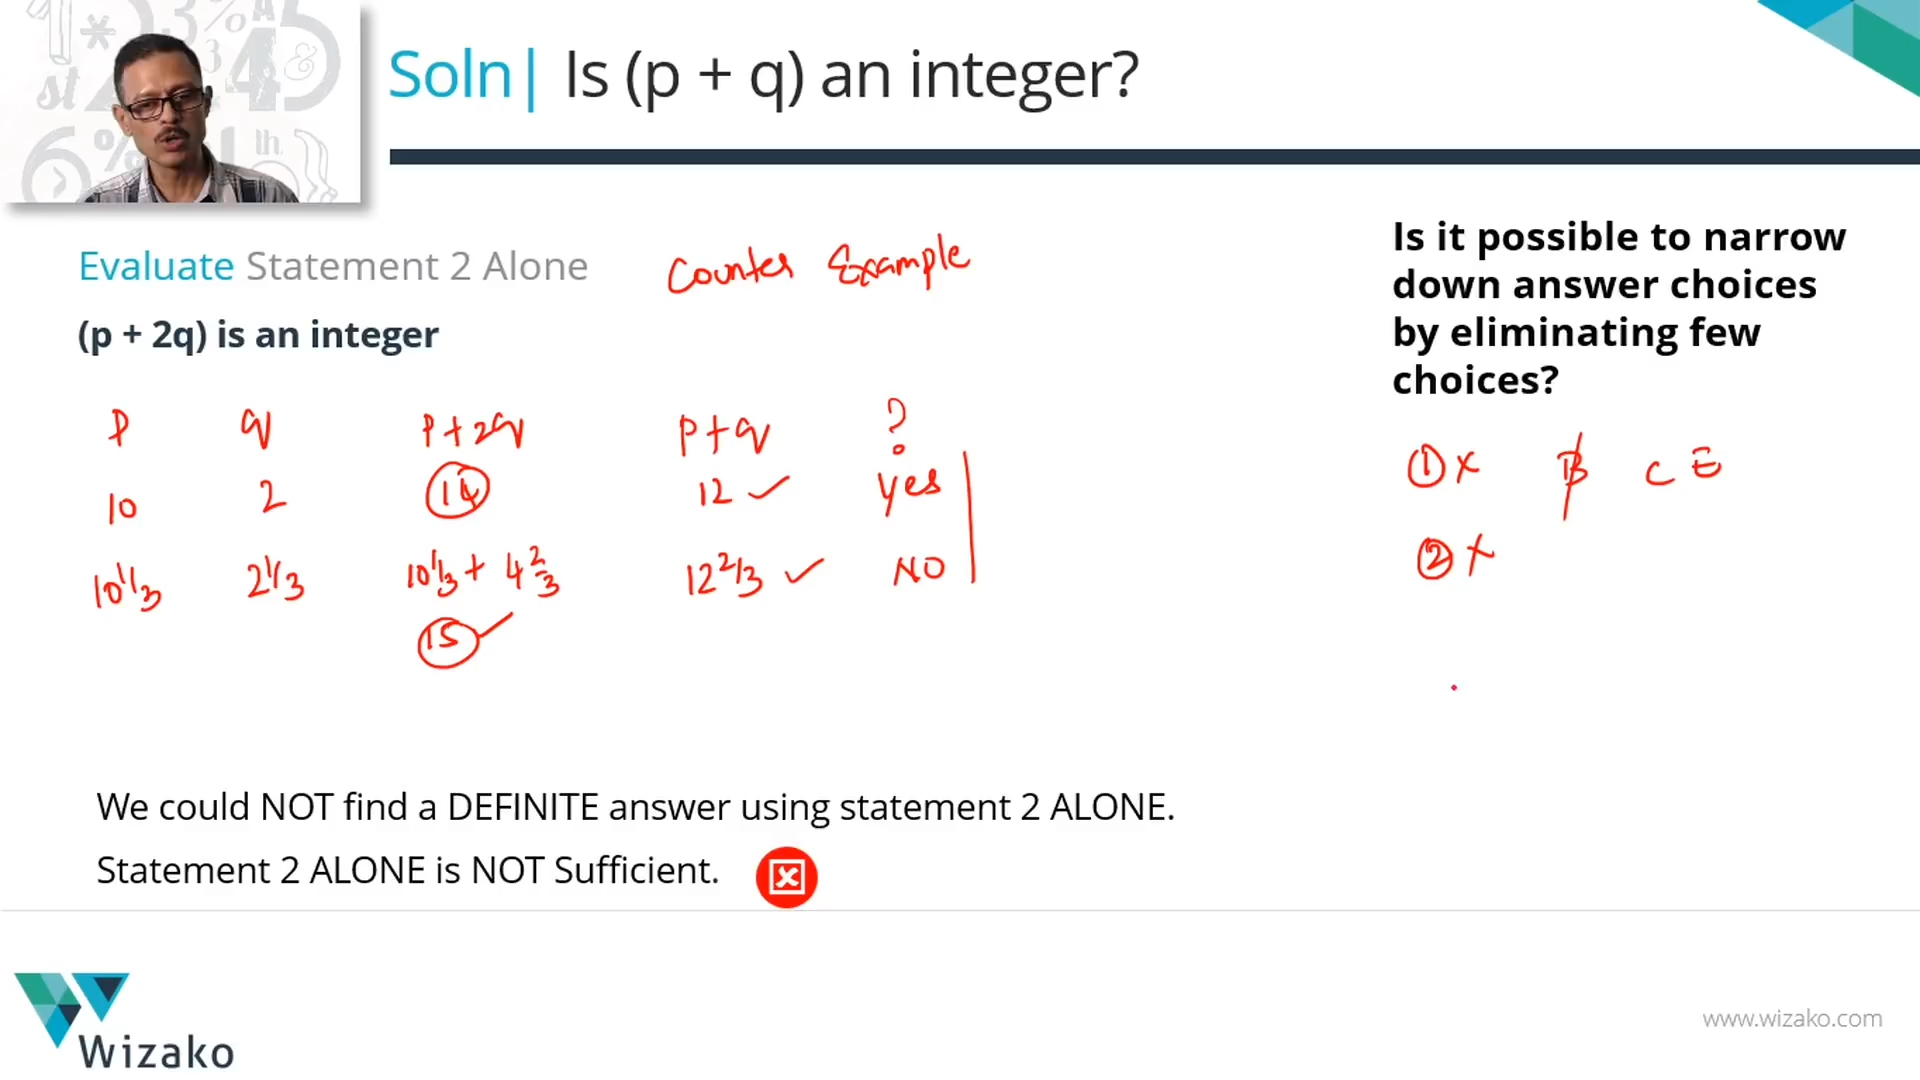 Soln| Is (p + q) an integer?
Evaluate Statement 2 Alone
Counter Example
(p + 2q) is an integer
P q P+2q P+q ?
10 2 14 12 ✓ Yes
10 1/3 2 1/3 10 1/3 + 4 2/3 12 2/3 ✓ NO
15 ✓
We could NOT find a DEFINITE answer using statement 2 ALONE.
Statement 2 ALONE is NOT Sufficient.
Is it possible to narrow
down answer choices
by eliminating few
choices?
① X B C E
② X
Wizako
www.wizako.com